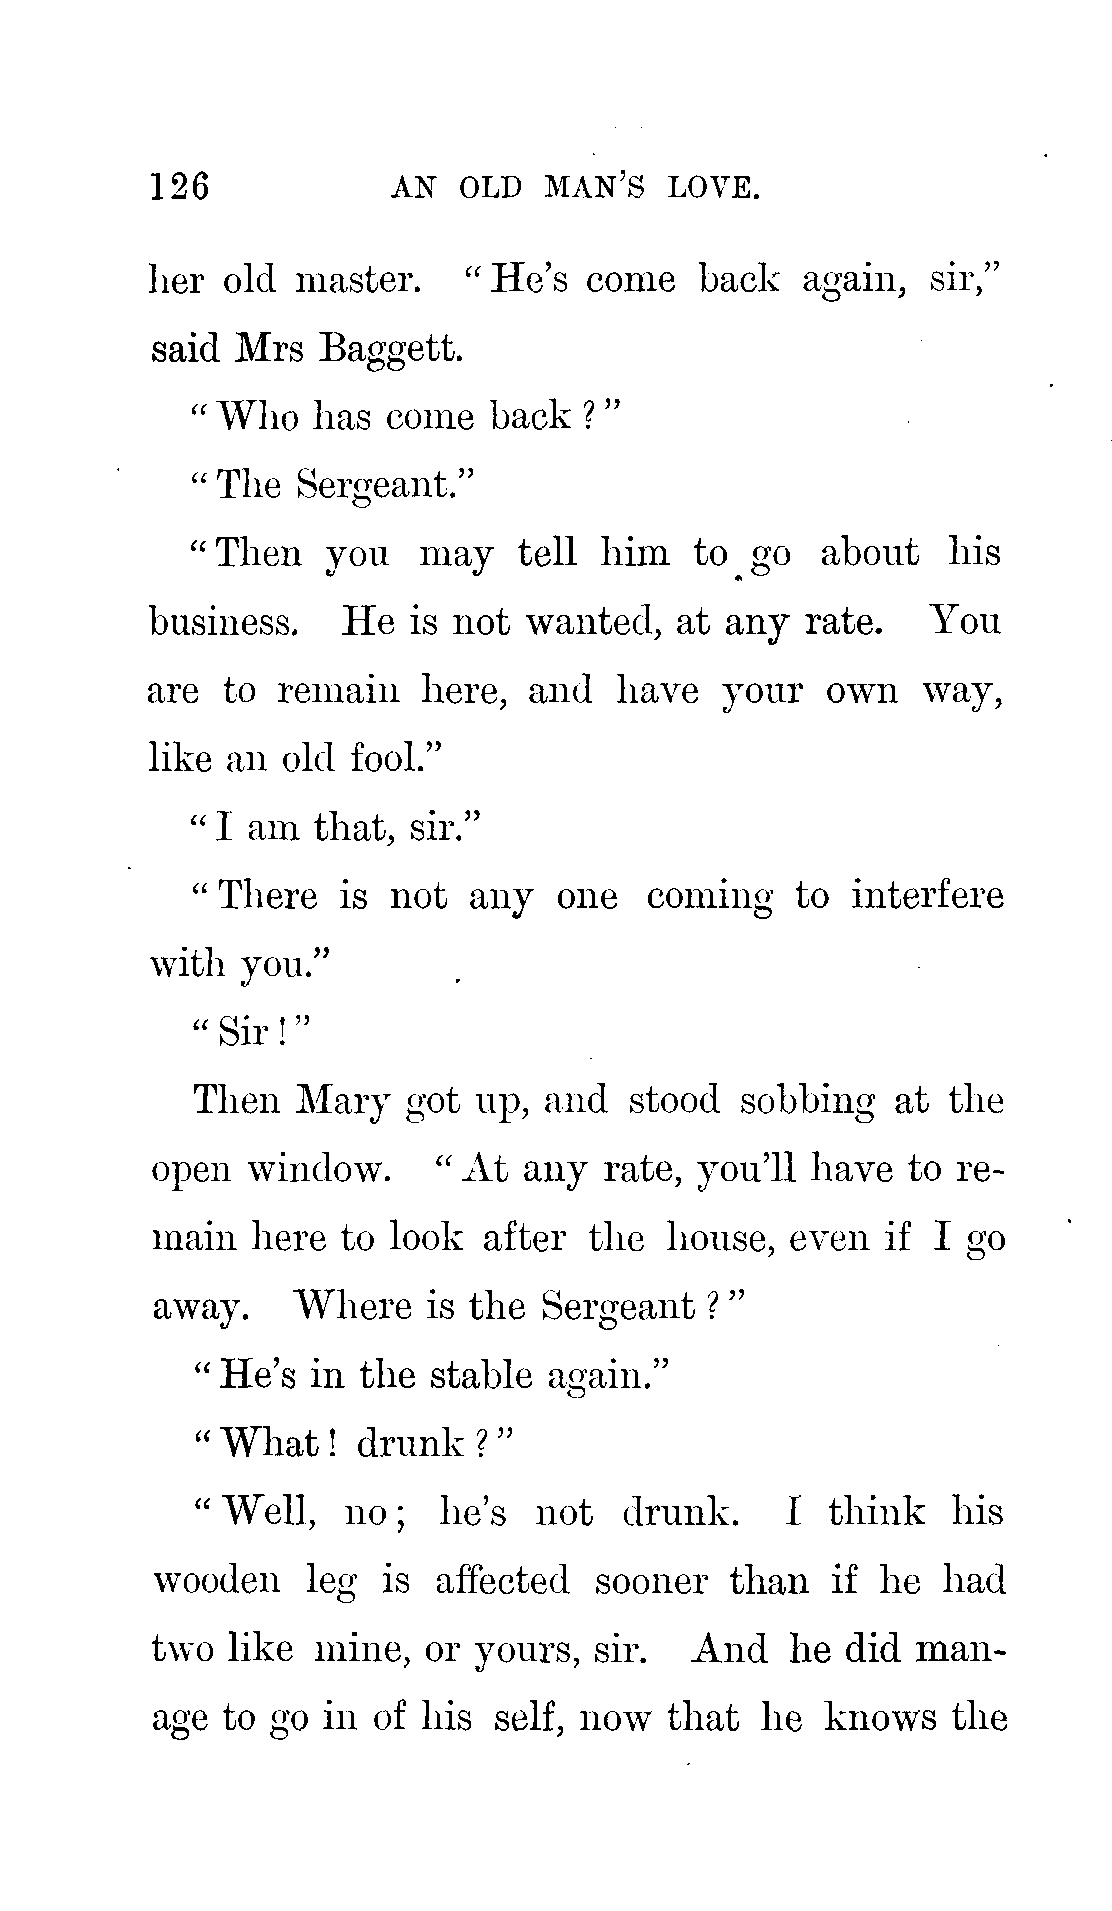 126 AN OLD MAN'S LOVE.
her old master. "He's come back again, sir,"
said Mrs Baggett.
"Who has come back?"
"The Sergeant."
"Then you may tell him to go about his
business. He is not wanted, at any rate. You
are to remain here, and have your own way,
like an old fool."
"I am that, sir."
"There is not any one coming to interfere
with you."
"Sir!"
Then Mary got up, and stood sobbing at the
open window. "At any rate, you'll have to re-
main here to look after the house, even if I go
away. Where is the Sergeant?"
"He's in the stable again."
"What! drunk?"
"Well, no; he's not drunk. I think his
wooden leg is affected sooner than if he had
two like mine, or yours, sir. And he did man-
age to go in of his self, now that he knows the